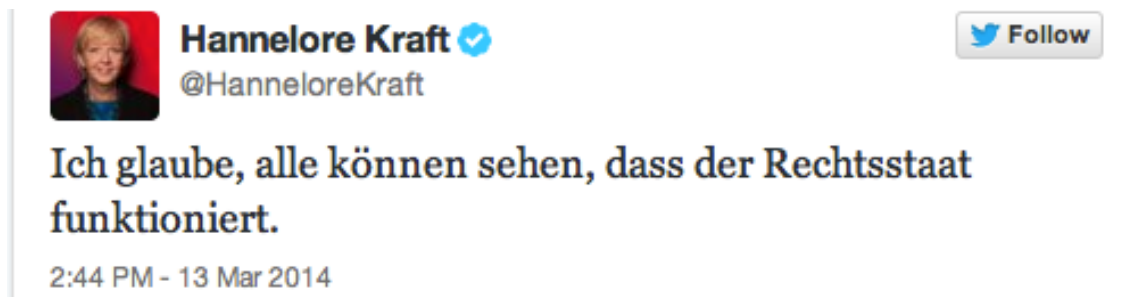 Hannelore Kraft
Follow
@HanneloreKraft
Ich glaube, alle können sehen, dass der Rechtsstaat
funktioniert.
2:44 PM - 13 Mar 2014